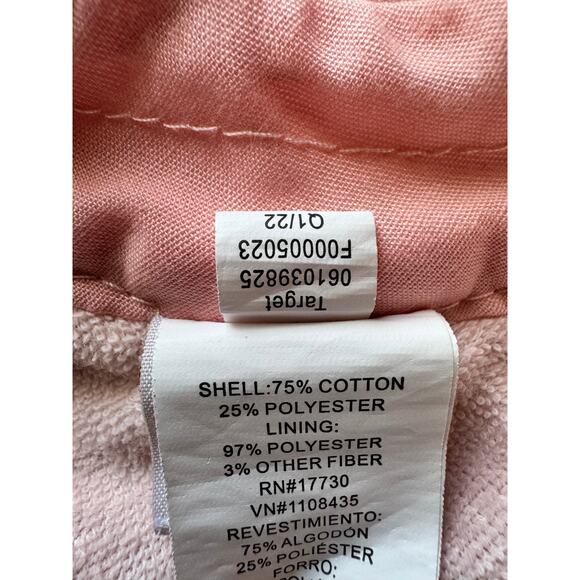 Target
061039825
F00005023
Q1/22
SHELL:75% COTTON
25% POLYESTER
LINING:
97% POLYESTER
3% OTHER FIBER
RN#17730
VN#1108435
REVESTIMIENTO:
75% ALGODÓN
25% POLIÉSTER
FORRO: